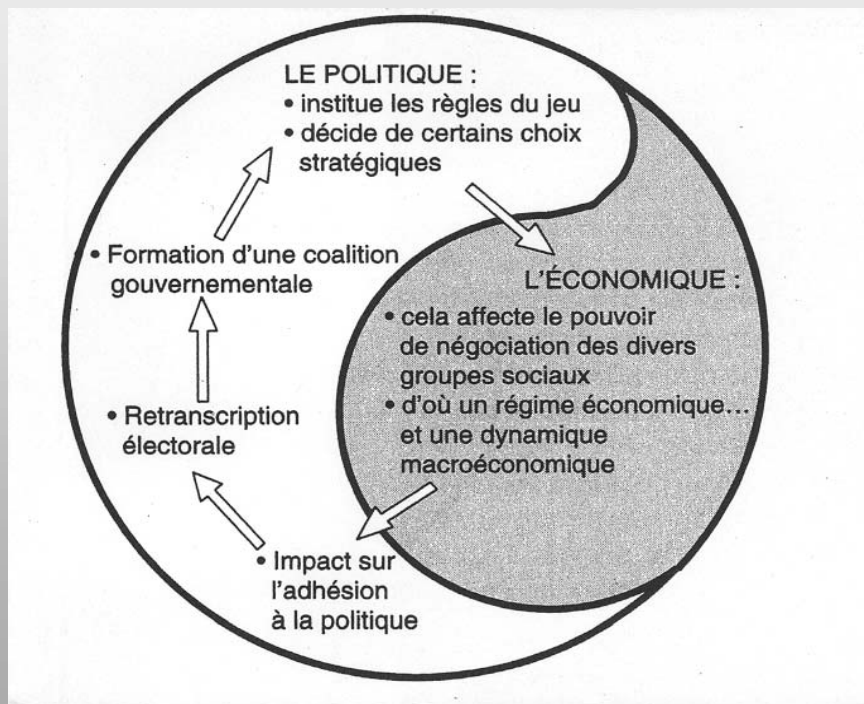 LE POLITIQUE :
• institue les règles du jeu
• décide de certains choix
stratégiques
L'ÉCONOMIQUE :
• cela affecte le pouvoir
de négociation des divers
groupes sociaux
• d'où un régime économique...
et une dynamique
macroéconomique
• Impact sur
l'adhésion
à la politique
• Retranscription
électorale
• Formation d'une coalition
gouvernementale